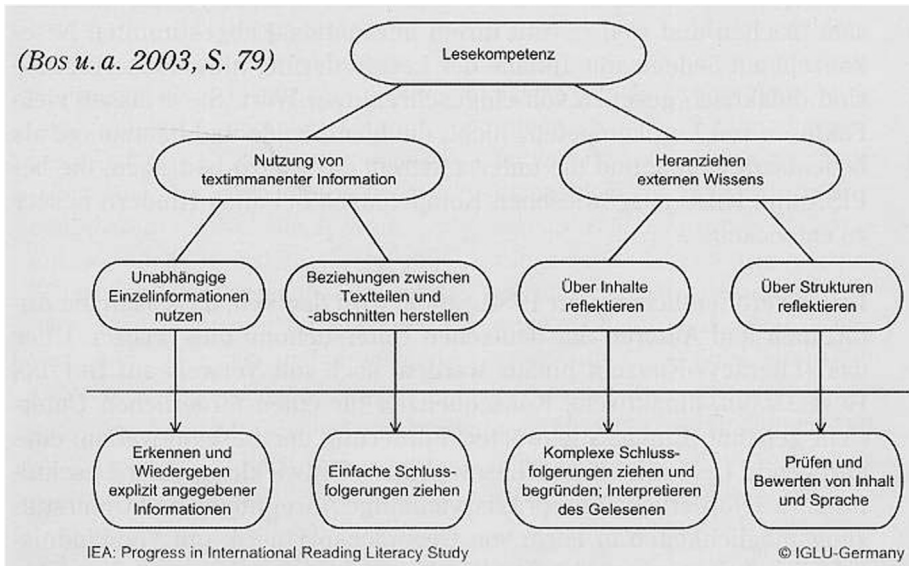 (Bos u. a. 2003, S. 79)
Lesekompetenz
Nutzung von
textimmanenter Information
Heranziehen
externen Wissens
Unabhängige
Einzelinformationen
nutzen
Beziehungen zwischen
Textteilen und
-abschnitten herstellen
Über Inhalte
reflektieren
Über Strukturen
reflektieren
Erkennen und
Wiedergeben
explizit angegebener
Informationen
Einfache Schluss-
folgerungen ziehen
Komplexe Schluss-
folgerungen ziehen und
begründen; Interpretieren
des Gelesenen
Prüfen und
Bewerten von Inhalt
und Sprache
IEA: Progress in International Reading Literacy Study
© IGLU-Germany